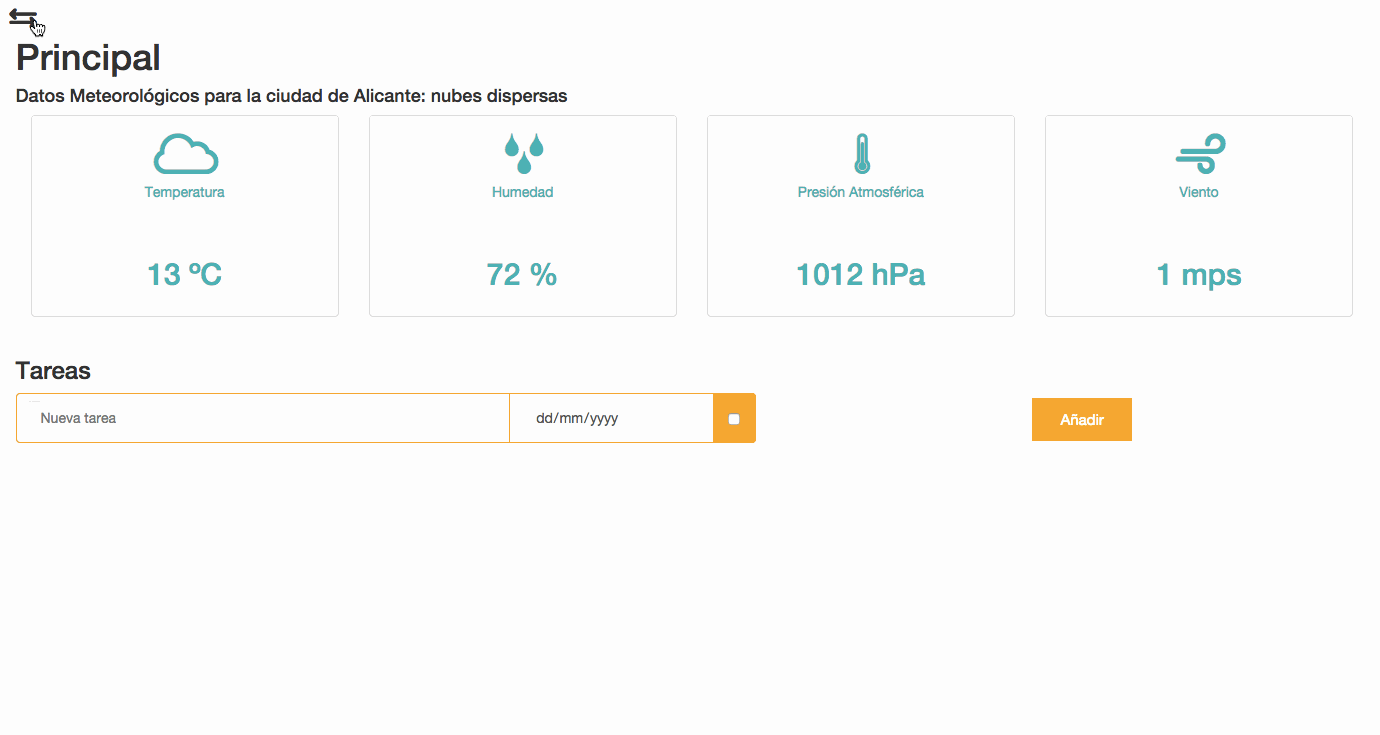 Principal
Datos Meteorológicos para la ciudad de Alicante: nubes dispersas
Temperatura
13 ºC
Humedad
72 %
Presión Atmosférica
1012 hPa
Viento
1 mps
Tareas
Nueva tarea
dd/mm/yyyy
Añadir